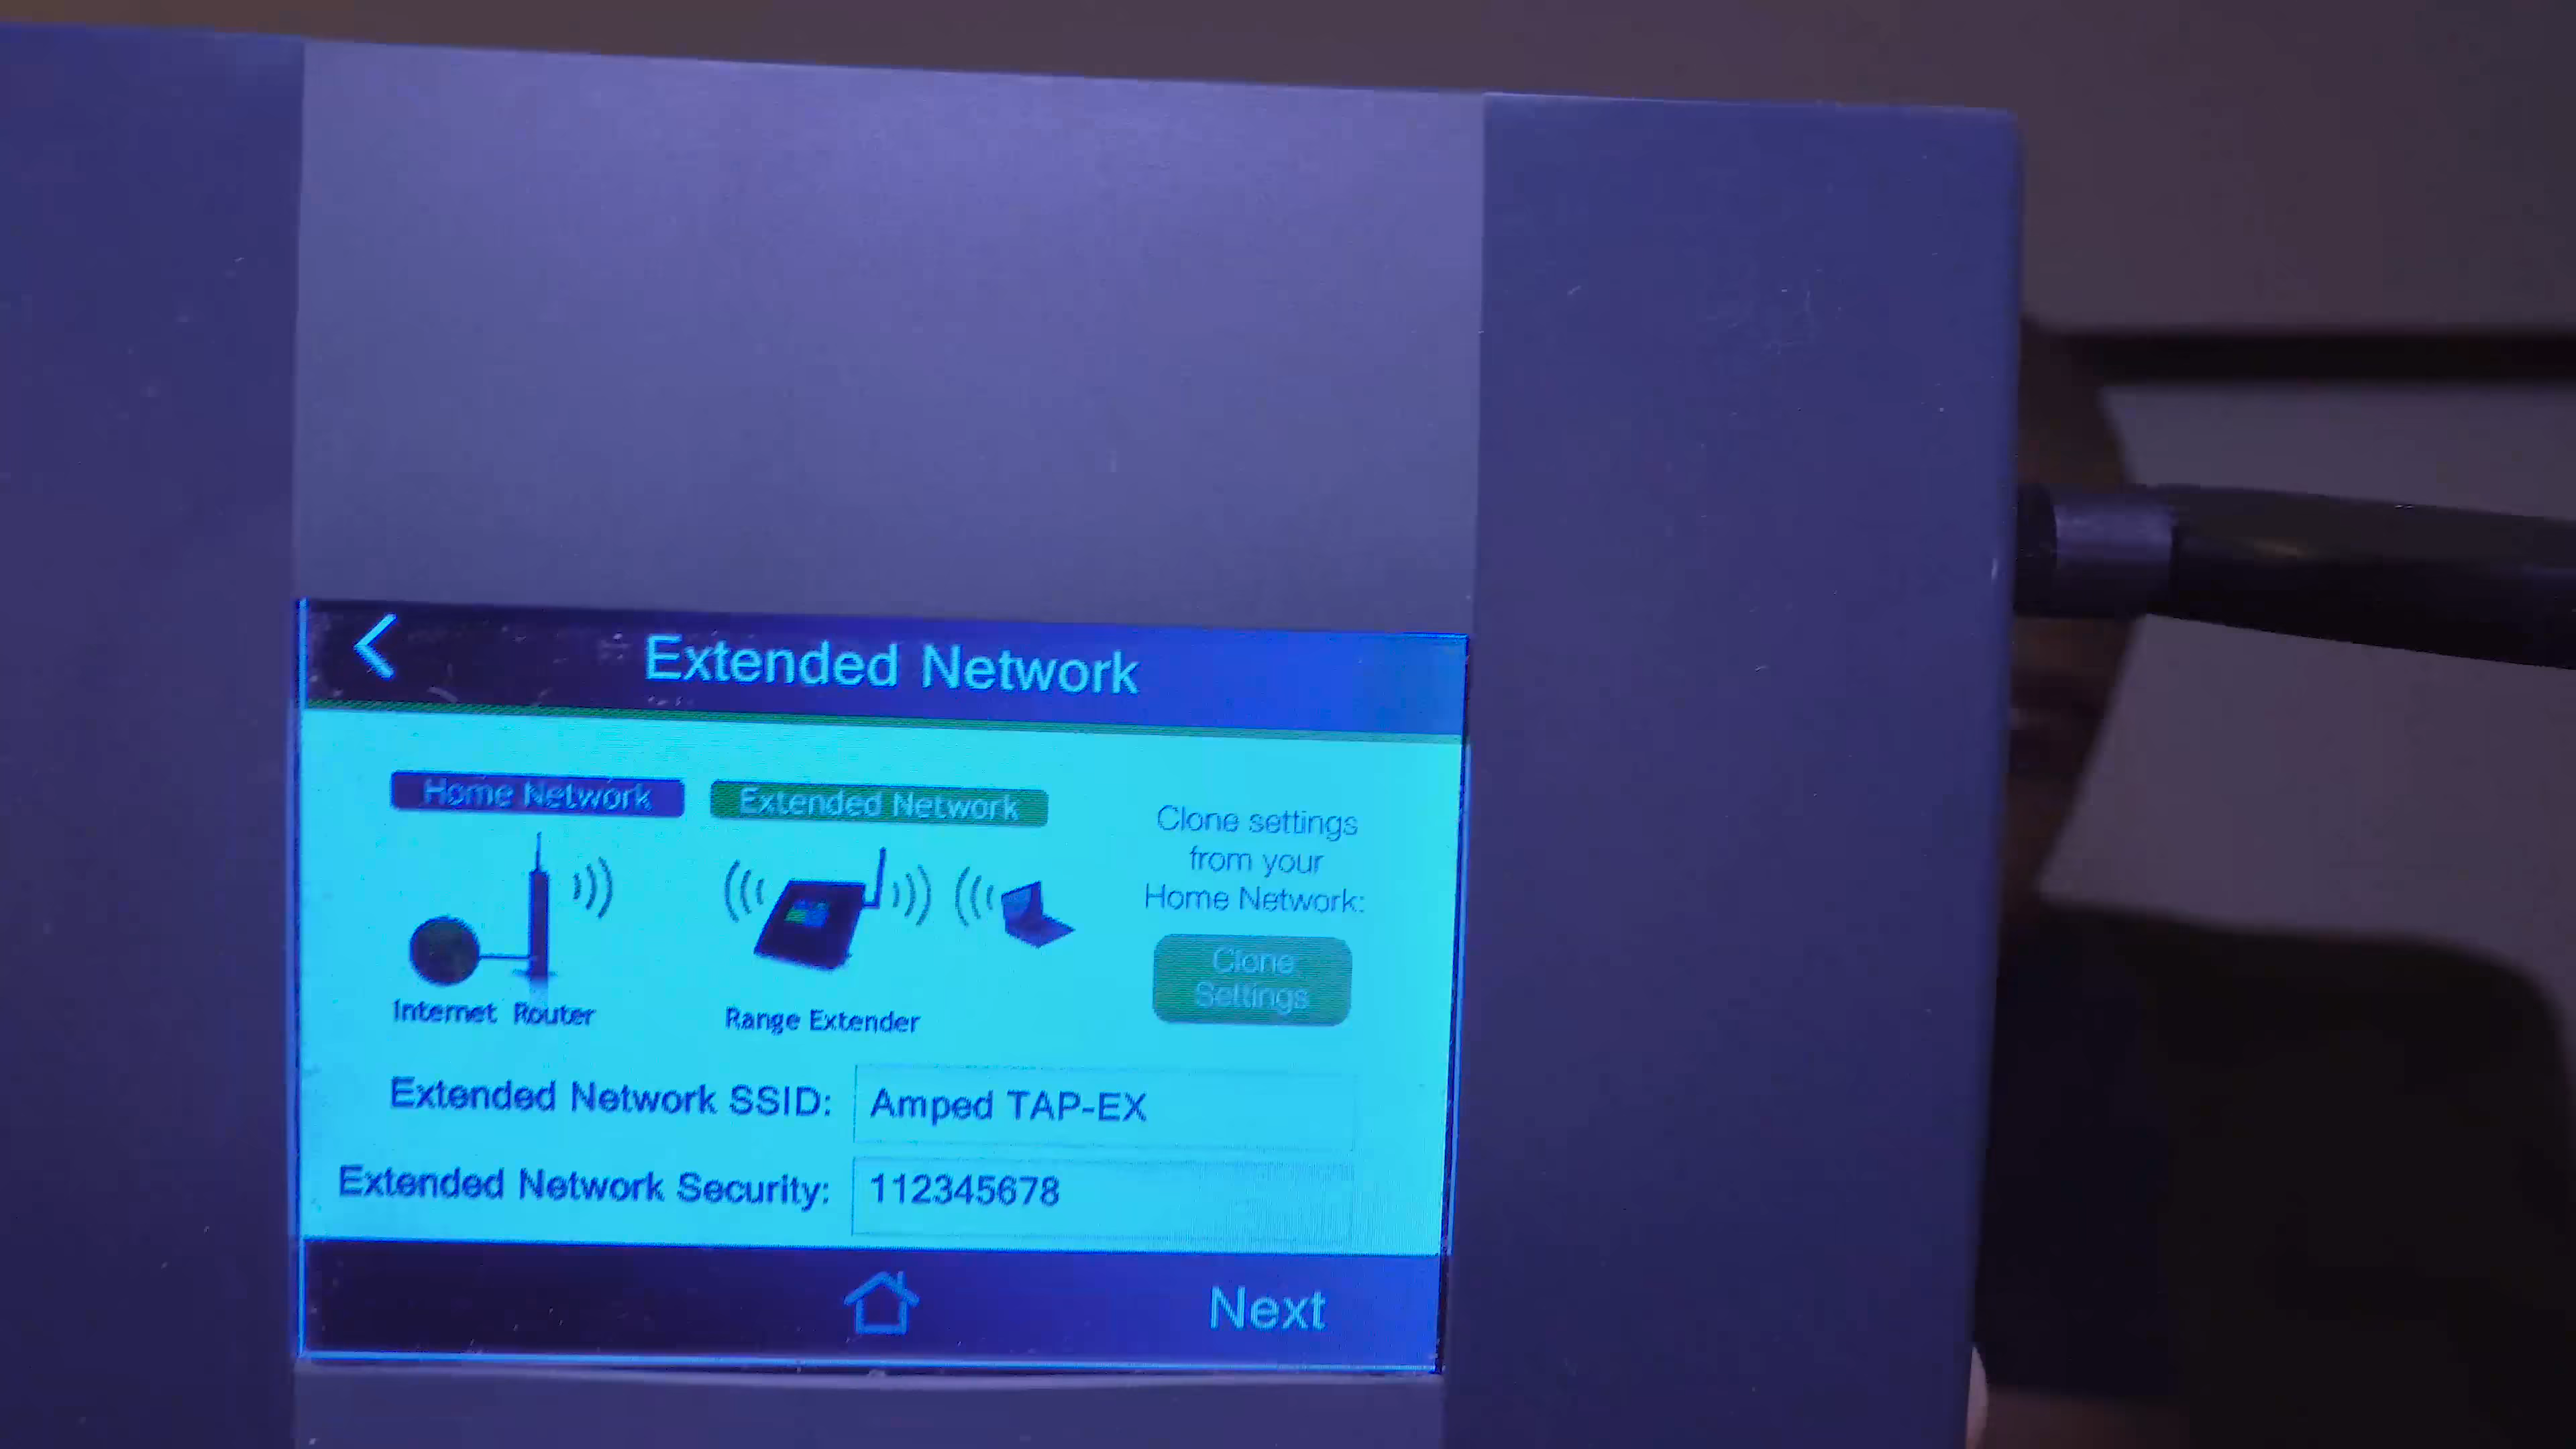 Extended Network
Home Network
Extended Network
Clone settings
from your
Home Network:
Clone
Settings
Internet Router
Range Extender
Extended Network SSID: Amped TAP-EX
Extended Network Security: 112345678
Next